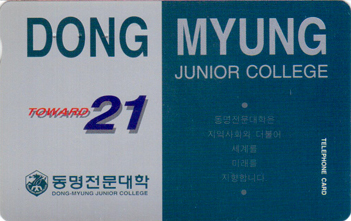 DONG MYUNG
JUNIOR COLLEGE
TOWARD 21
동명전문대학은
지역사회와 더불어
세계를
미래를
지향합니다
TELEPHONE CARD
동명전문대학
DONG-MYUNG JUNIOR COLLEGE